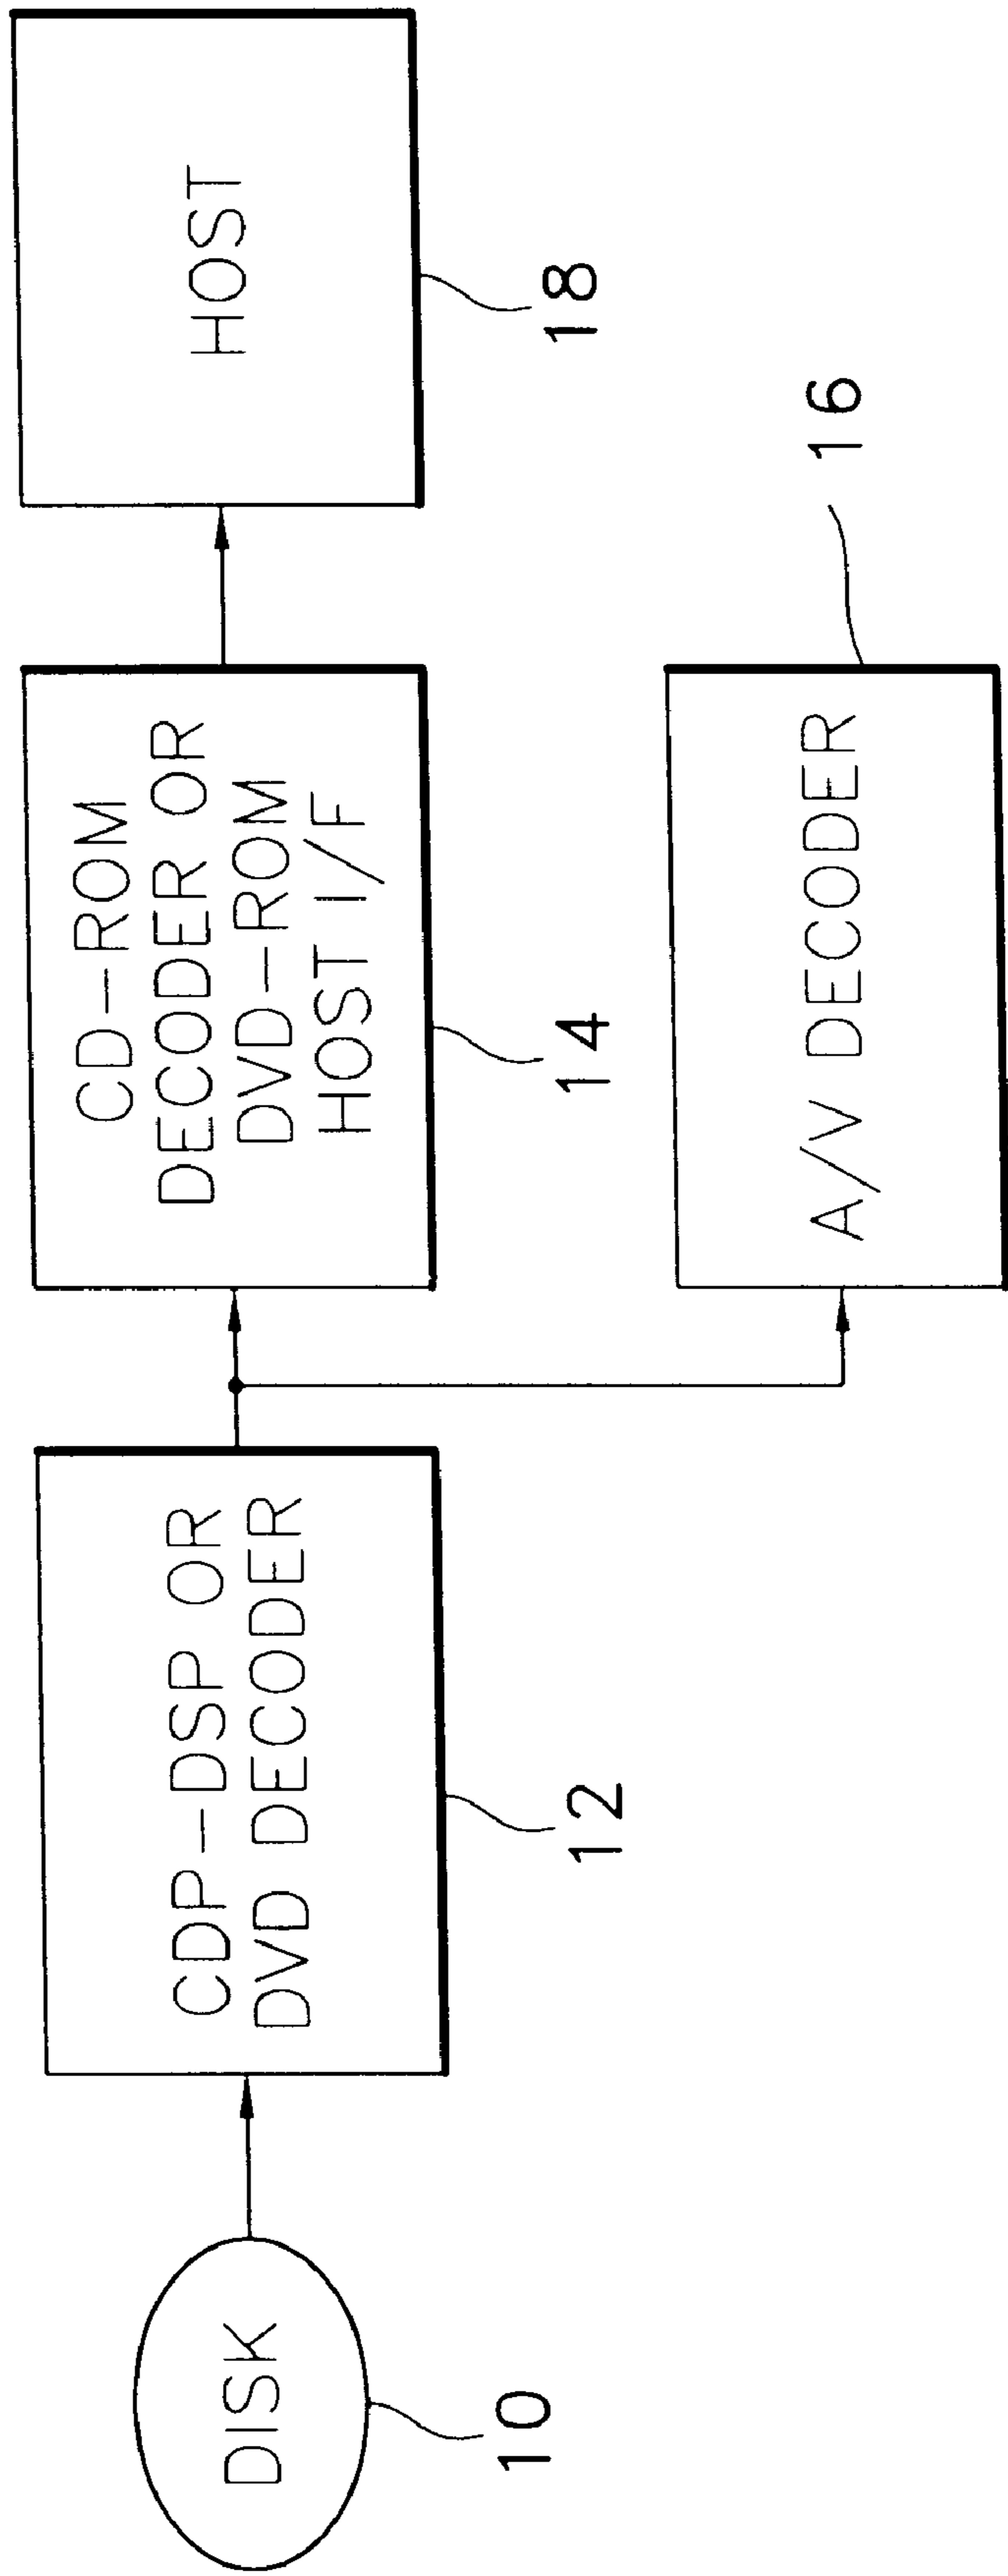 DISK
10
CDP-DSP OR
DVD DECODER
12
CD-ROM
DECODER OR
DVD-ROM
HOST I/F
14
A/V DECODER
16
HOST
18